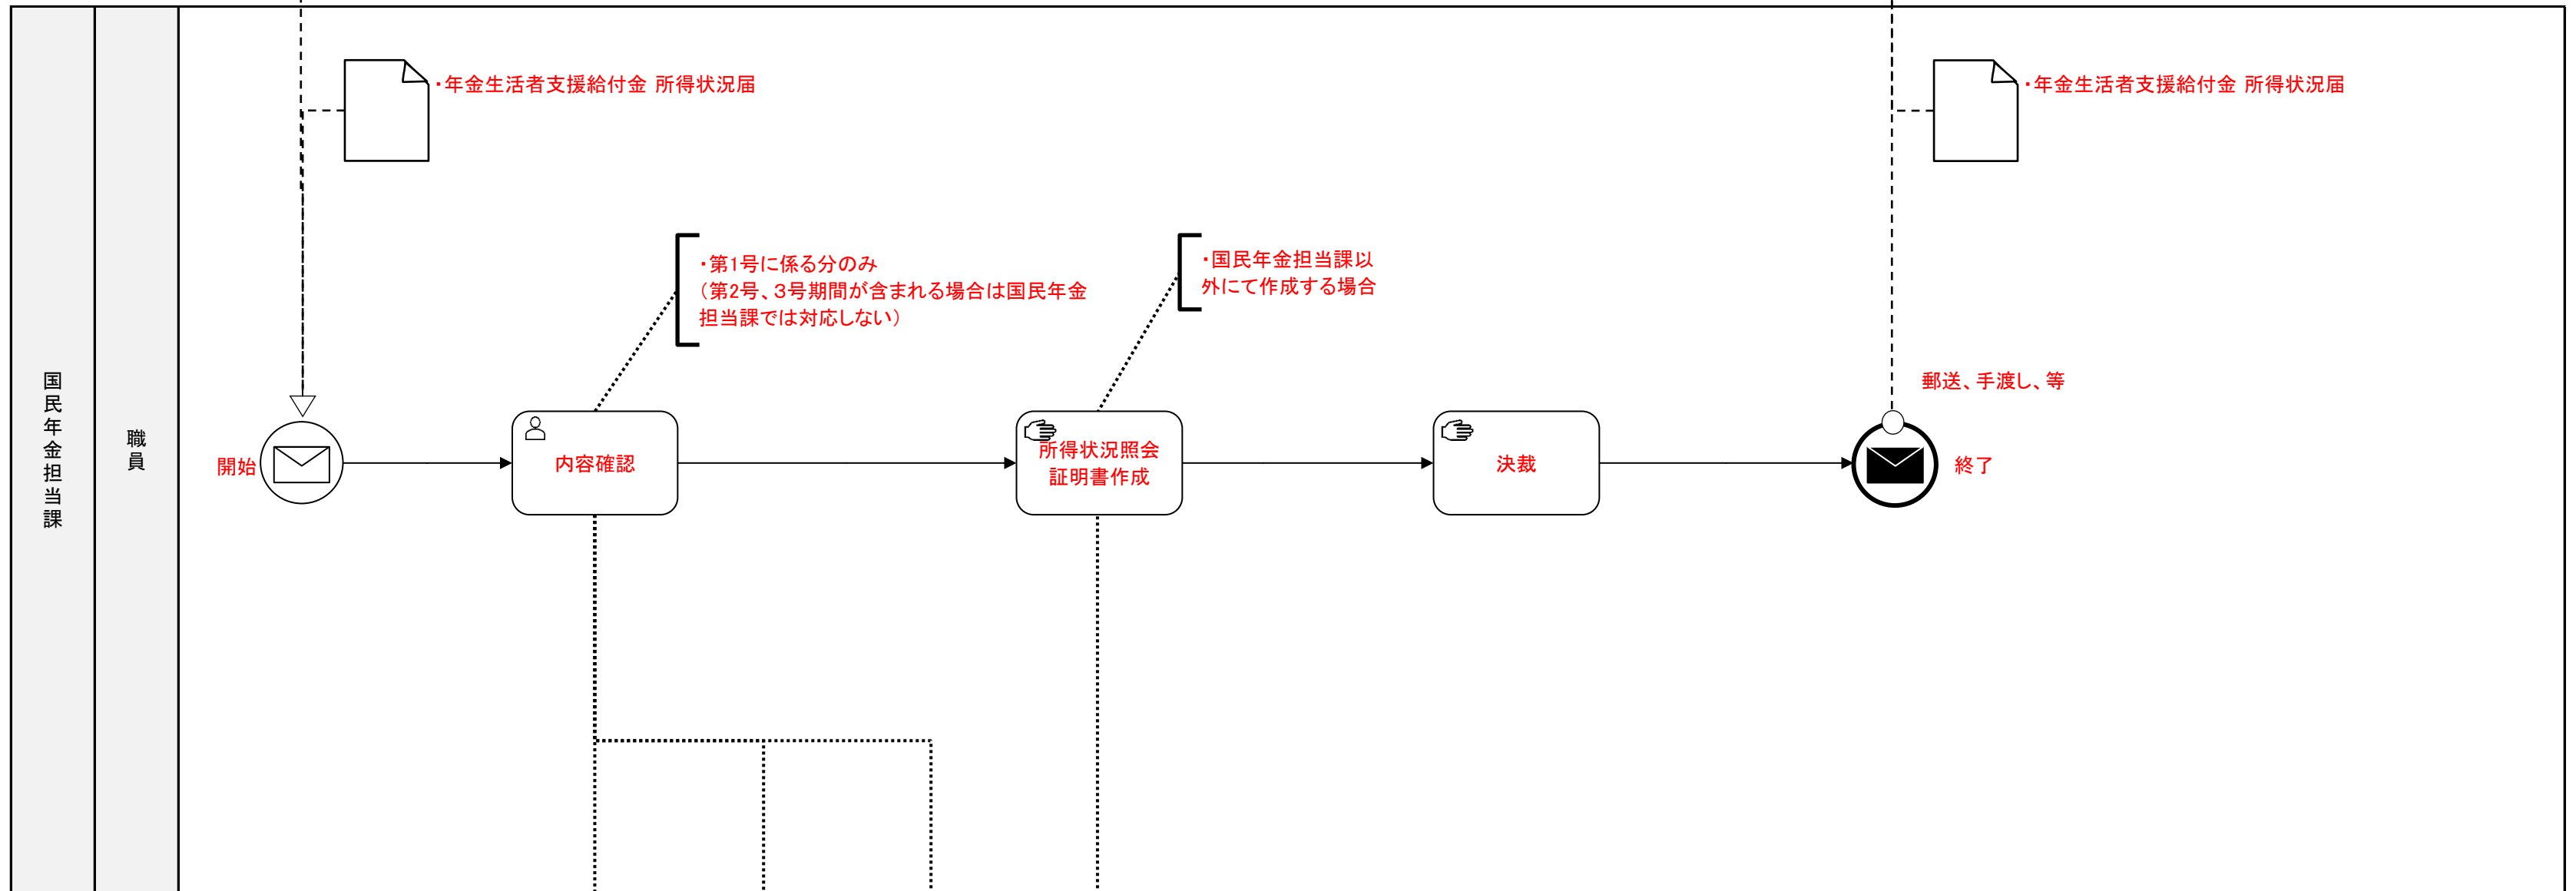 国民年金担当課
職員
・年金生活者支援給付金 所得状況届
・年金生活者支援給付金 所得状況届
・第1号に係る分のみ
（第2号、3号期間が含まれる場合は国民年金
担当課では対応しない）
・国民年金担当課以
外にて作成する場合
郵送、手渡し、等
開始
内容確認
所得状況照会
証明書作成
決裁
終了